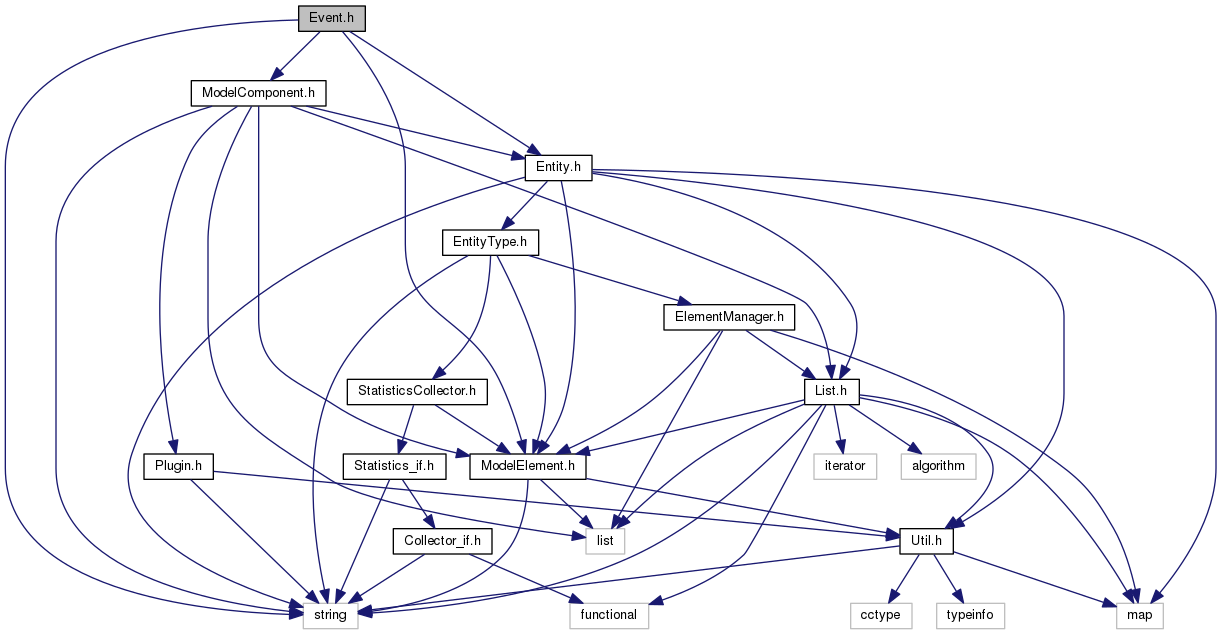 Event.h
ModelComponent.h
Entity.h
EntityType.h
ElementManager.h
StatisticsCollector.h
List.h
Plugin.h
Statistics_if.h
ModelElement.h
iterator
algorithm
Collector_if.h
list
Util.h
string
functional
cctype
typeinfo
map